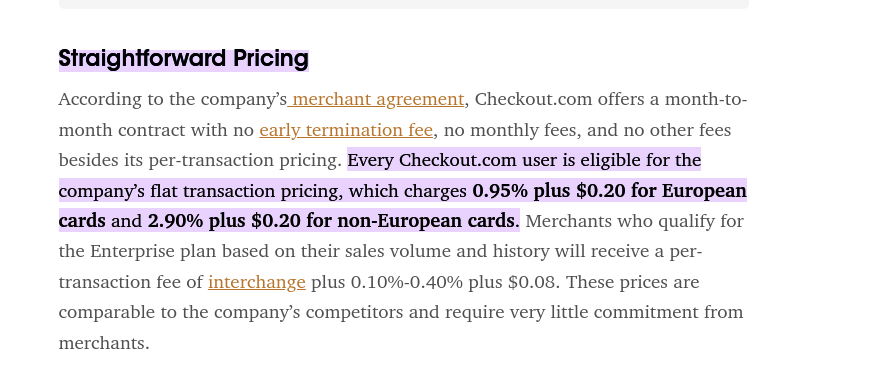 Straightforward Pricing
According to the company’s merchant agreement, Checkout.com offers a month-to-
month contract with no early termination fee, no monthly fees, and no other fees
besides its per-transaction pricing. Every Checkout.com user is eligible for the
company’s flat transaction pricing, which charges 0.95% plus $0.20 for European
cards and 2.90% plus $0.20 for non-European cards. Merchants who qualify for
the Enterprise plan based on their sales volume and history will receive a per-
transaction fee of interchange plus 0.10%-0.40% plus $0.08. These prices are
comparable to the company’s competitors and require very little commitment from
merchants.